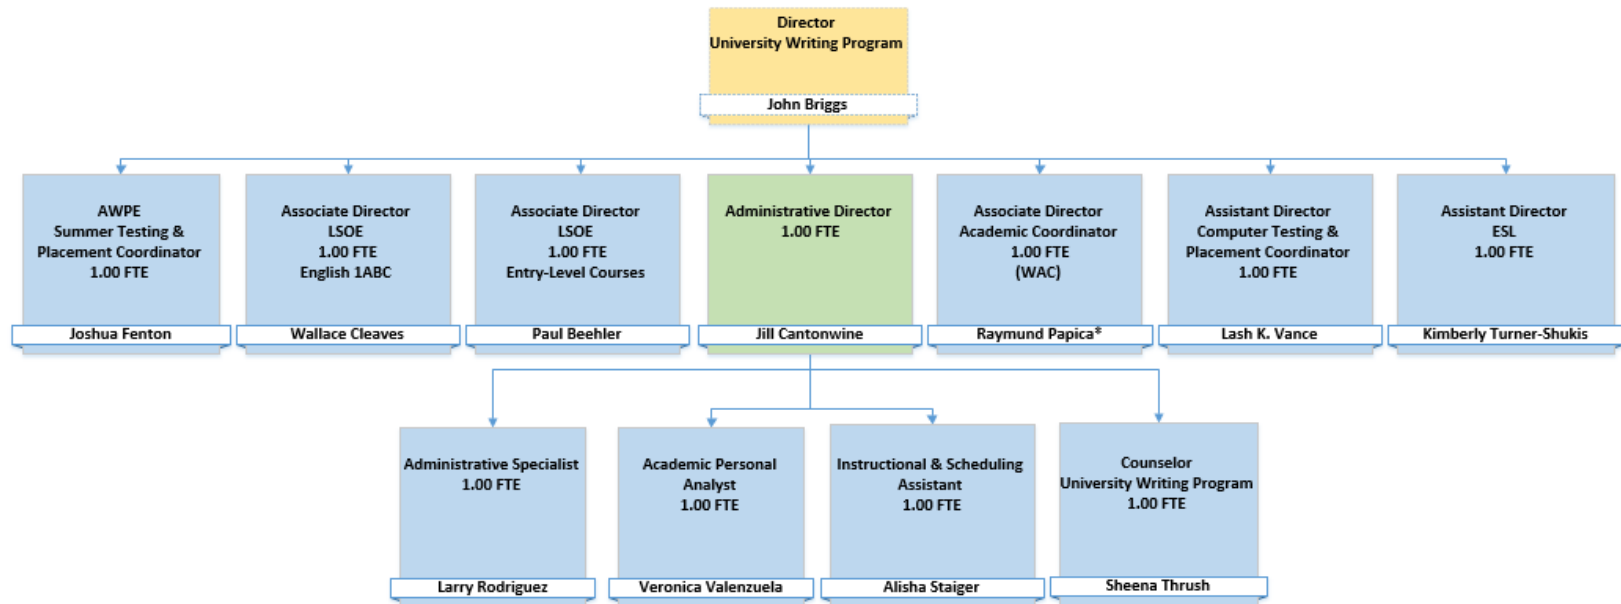 Director
University Writing Program
John Briggs
AWPE
Summer Testing &
Placement Coordinator
1.00 FTE
Joshua Fenton
Associate Director
LSOE
1.00 FTE
English 1ABC
Wallace Cleaves
Associate Director
LSOE
1.00 FTE
Entry-Level Courses
Paul Beehler
Administrative Director
1.00 FTE
Jill Cantonwine
Associate Director
Academic Coordinator
1.00 FTE
(WAC)
Raymund Papica*
Assistant Director
Computer Testing &
Placement Coordinator
1.00 FTE
Lash K. Vance
Assistant Director
ESL
1.00 FTE
Kimberly Turner-Shukis
Administrative Specialist
1.00 FTE
Larry Rodriguez
Academic Personal
Analyst
1.00 FTE
Veronica Valenzuela
Instructional & Scheduling
Assistant
1.00 FTE
Alisha Staiger
Counselor
University Writing Program
1.00 FTE
Sheena Thrush